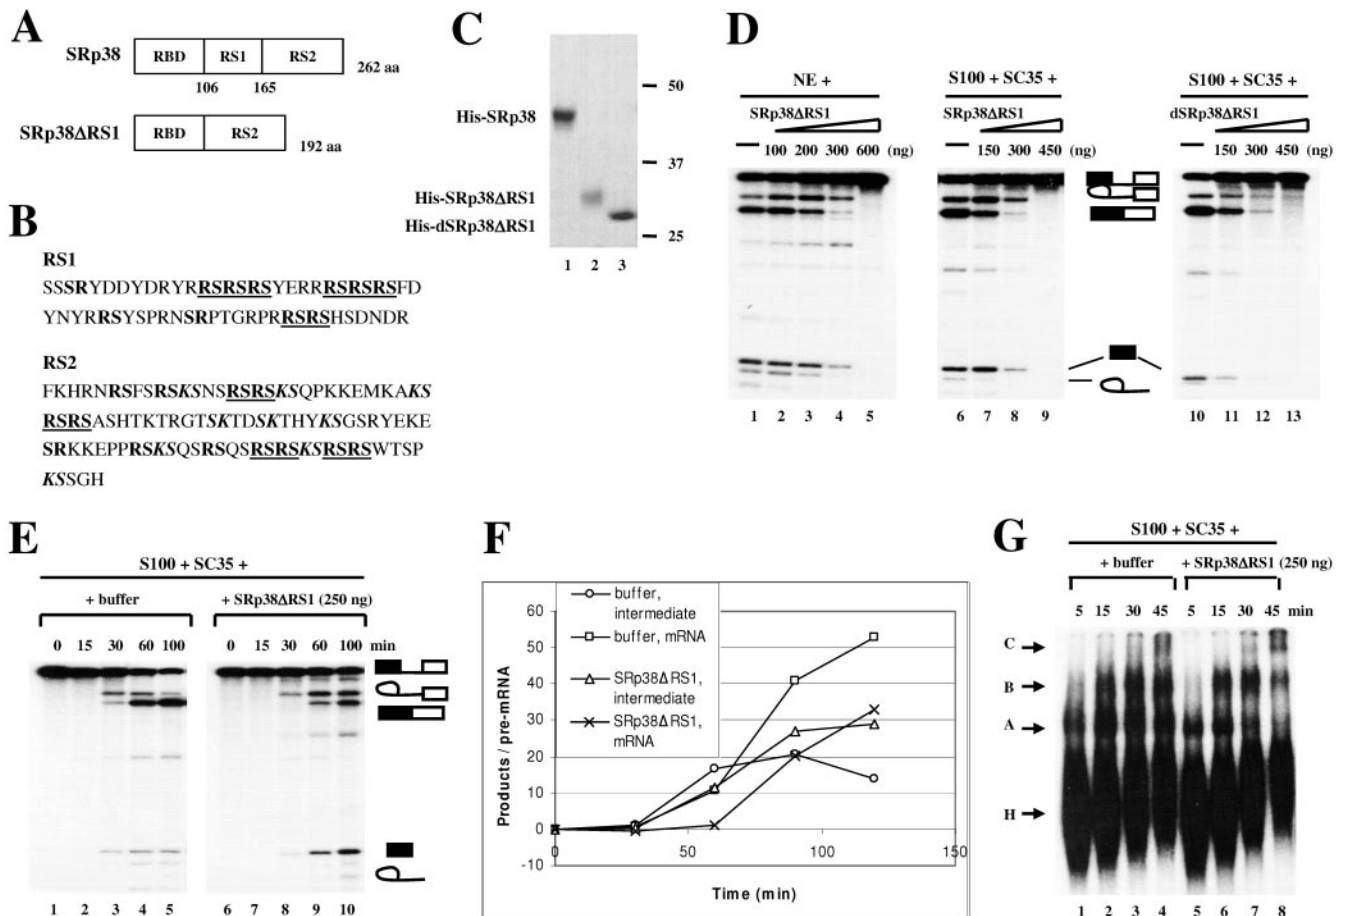 A
SRp38
RBD RS1 RS2
262 aa
106 165
SRp38ΔRS1
RBD RS2
192 aa
B
RS1
SSSRYDDYDRYRRSRSRSYERRRSRSRSFD
YNYRRSYSPRNSRPTGRPRRSRSHSDNDR
RS2
FKHRNRSFSRSKSNSRSRSKSQPKKEMKAKS
RSRSASHTKTRGTSKTDSKTHYKSGSRYEKE
SRKKEPPRSKSQSRSQSRSRSKSRSRSWTSP
KSSGH
C
50
His-SRp38
37
His-SRp38ΔRS1
His-dSRp38ΔRS1
25
1 2 3
D
NE +
SRp38ΔRS1
100 200 300 600 (ng)
1 2 3 4 5
S100 + SC35 +
SRp38ΔRS1
150 300 450 (ng)
6 7 8 9
S100 + SC35 +
dSRp38ΔRS1
150 300 450 (ng)
10 11 12 13
E
S100 + SC35 +
+ buffer + SRp38ΔRS1 (250 ng)
0 15 30 60 100 0 15 30 60 100 min
1 2 3 4 5 6 7 8 9 10
F
Products / pre-mRNA
60
50
40
30
20
10
0
-10
buffer, intermediate
buffer, mRNA
SRp38ΔRS1, intermediate
SRp38ΔRS1, mRNA
0 50 100 150
Time (min)
G
S100 + SC35 +
+ buffer + SRp38ΔRS1 (250 ng)
5 15 30 45 5 15 30 45 min
C
B
A
H
1 2 3 4 5 6 7 8